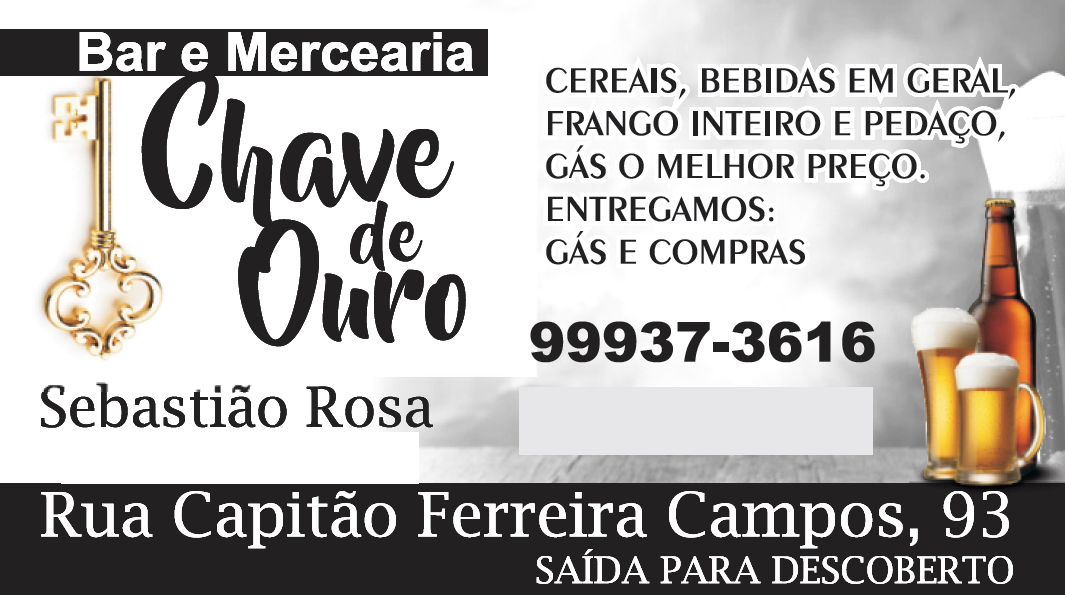 Bar e Mercearia
Chave
de
Ouro
Sebastião Rosa
CEREAIS, BEBIDAS EM GERAL,
FRANGO INTEIRO E PEDAÇO,
GÁS O MELHOR PREÇO.
ENTREGAMOS:
GÁS E COMPRAS
99937-3616
Rua Capitão Ferreira Campos, 93
SAÍDA PARA DESCOBERTO